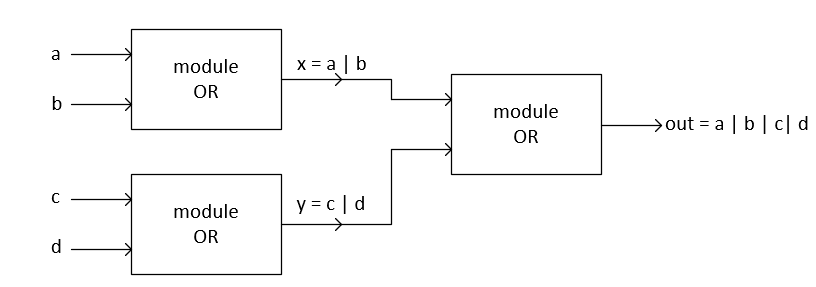 a
b
module
OR
x = a | b
c
d
module
OR
y = c | d
module
OR
out = a | b | c| d